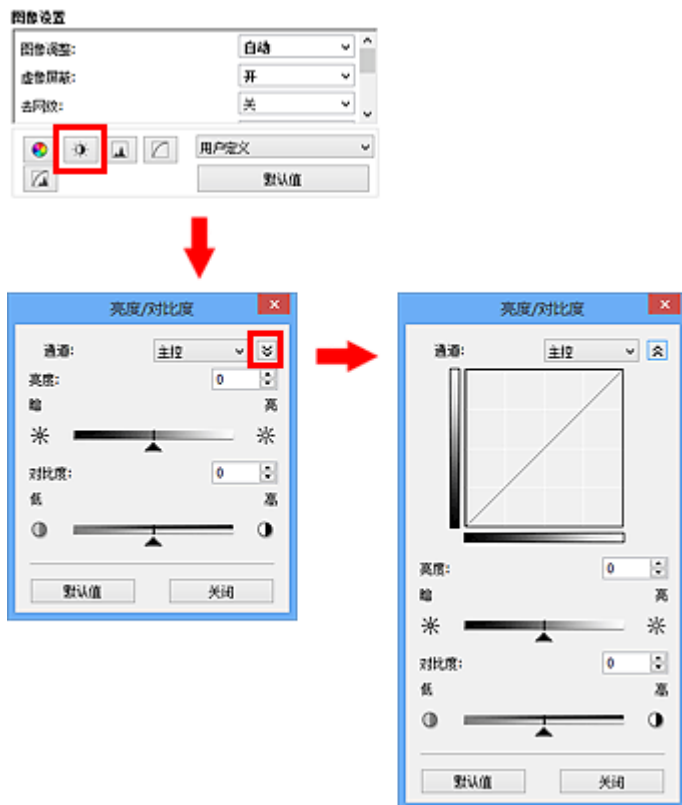 图像设置
图像调整: 自动
虚像屏蔽: 开
去网纹: 关
用户定义
默认值
亮度/对比度
通道: 主控
亮度: 0
暗 亮
对比度: 0
低 高
默认值 关闭
亮度/对比度
通道: 主控
亮度: 0
暗 亮
对比度: 0
低 高
默认值 关闭